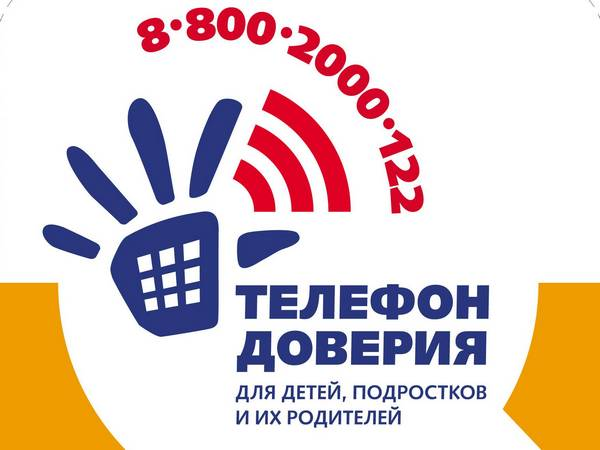 8·800·2000·122
ТЕЛЕФОН
ДОВЕРИЯ
ДЛЯ ДЕТЕЙ, ПОДРОСТКОВ
И ИХ РОДИТЕЛЕЙ